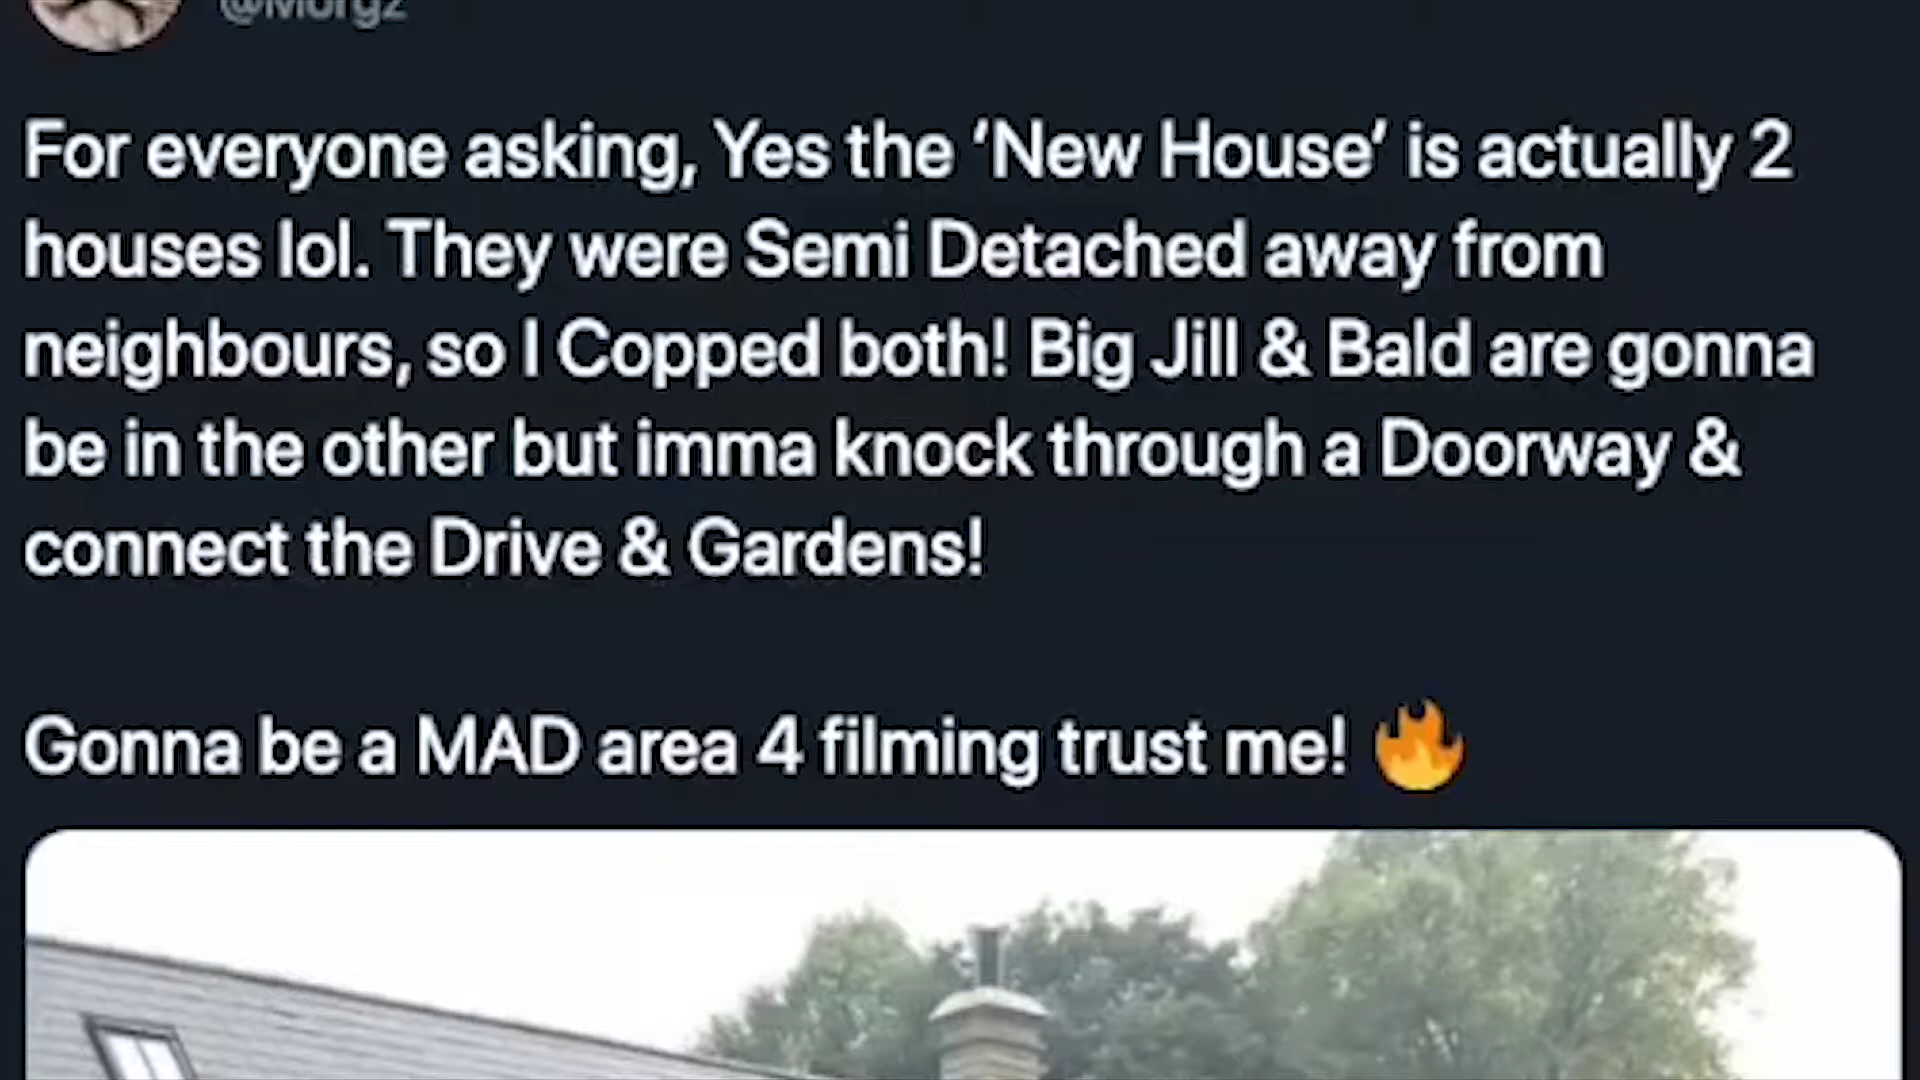 @Morgz
For everyone asking, Yes the ‘New House’ is actually 2
houses lol. They were Semi Detached away from
neighbours, so I Copped both! Big Jill & Bald are gonna
be in the other but imma knock through a Doorway &
connect the Drive & Gardens!
Gonna be a MAD area 4 filming trust me! 🔥